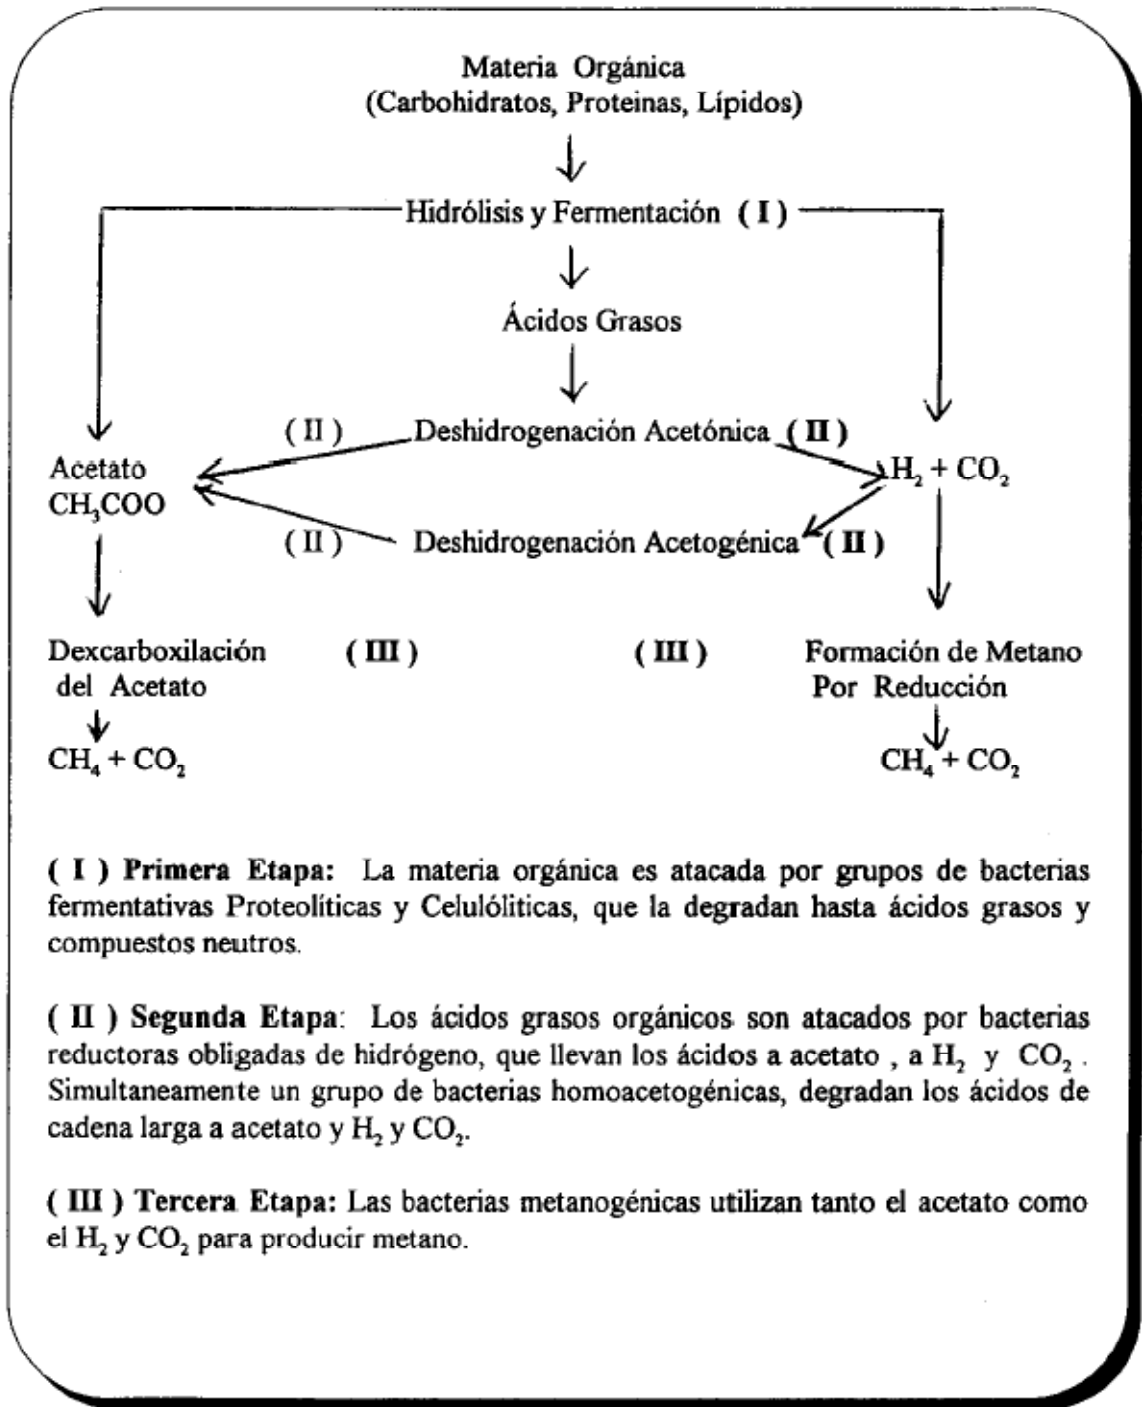 Materia Orgánica
(Carbohidratos, Proteinas, Lípidos)
Hidrólisis y Fermentación ( I )
Ácidos Grasos
( II ) Deshidrogenación Acetónica ( II )
Acetato
CH₃COO
H₂ + CO₂
( II ) Deshidrogenación Acetogénica ( II )
Dexcarboxilación ( III ) ( III ) Formación de Metano
del Acetato Por Reducción
CH₄ + CO₂ CH₄ + CO₂
( I ) Primera Etapa: La materia orgánica es atacada por grupos de bacterias
fermentativas Proteolíticas y Celulóliticas, que la degradan hasta ácidos grasos y
compuestos neutros.
( II ) Segunda Etapa: Los ácidos grasos orgánicos son atacados por bacterias
reductoras obligadas de hidrógeno, que llevan los ácidos a acetato , a H₂ y CO₂ .
Simultaneamente un grupo de bacterias homoacetogénicas, degradan los ácidos de
cadena larga a acetato y H₂ y CO₂.
( III ) Tercera Etapa: Las bacterias metanogénicas utilizan tanto el acetato como
el H₂ y CO₂ para producir metano.